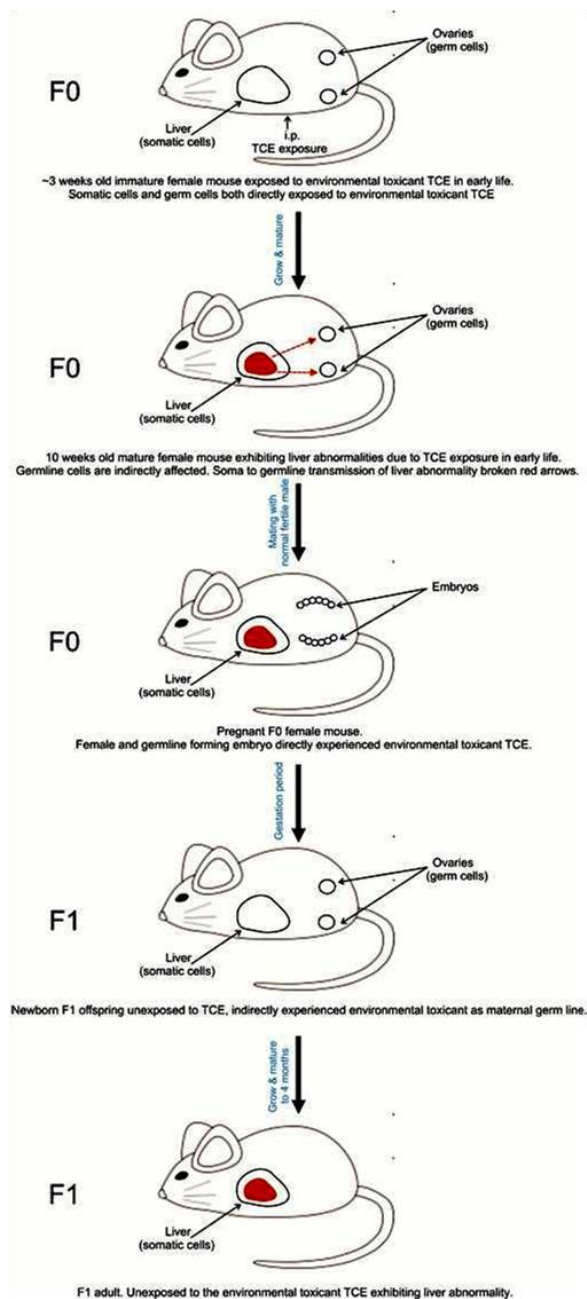 F0
Ovaries
(germ cells)
Liver
(somatic cells)
i.p.
TCE exposure
~3 weeks old immature female mouse exposed to environmental toxicant TCE in early life.
Somatic cells and germ cells both directly exposed to environmental toxicant TCE
Grow & mature
F0
Ovaries
(germ cells)
Liver
(somatic cells)
10 weeks old mature female mouse exhibiting liver abnormalities due to TCE exposure in early life.
Germline cells are indirectly affected. Soma to germline transmission of liver abnormality broken red arrows.
Mating with
normal fertile male
F0
Embryos
Liver
(somatic cells)
Pregnant F0 female mouse.
Female and germline forming embryo directly experienced environmental toxicant TCE.
Gestation period
F1
Ovaries
(germ cells)
Liver
(somatic cells)
Newborn F1 offspring unexposed to TCE, indirectly experienced environmental toxicant as maternal germ line.
Grow & mature
to 4 months
F1
Liver
(somatic cells)
F1 adult. Unexposed to the environmental toxicant TCE exhibiting liver abnormality.